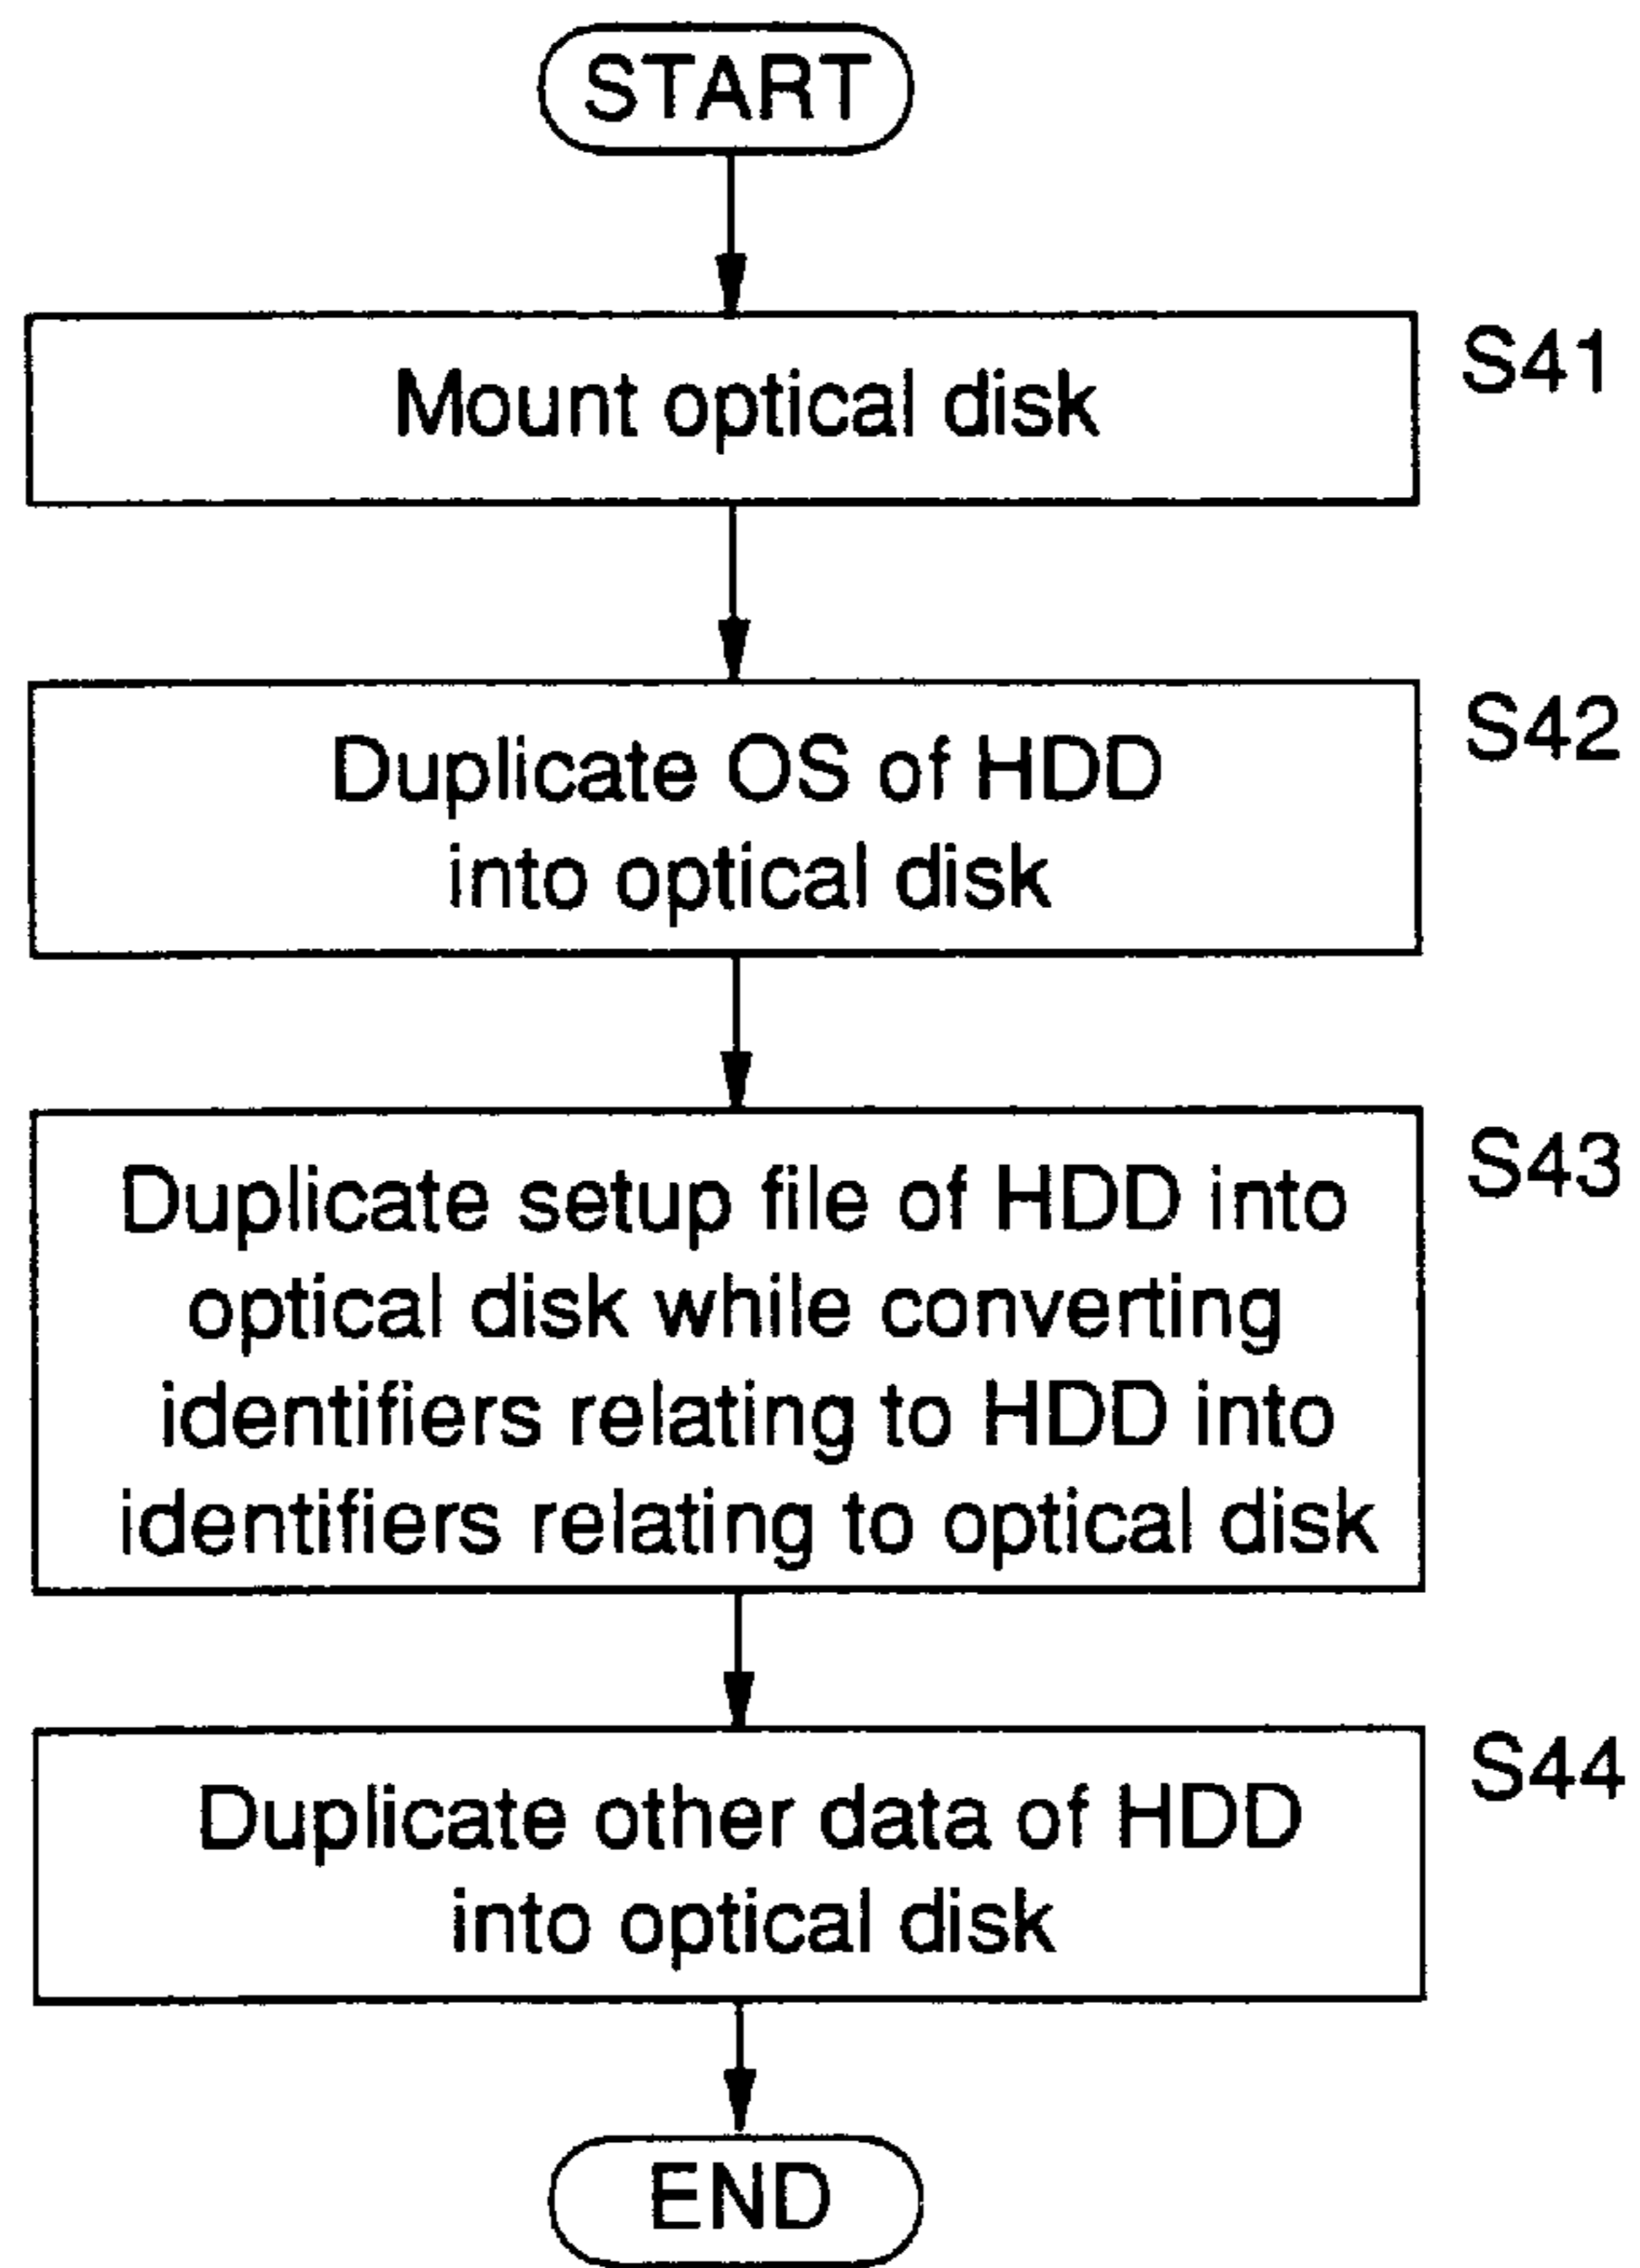 START
Mount optical disk
S41
Duplicate OS of HDD
into optical disk
S42
Duplicate setup file of HDD into
optical disk while converting
identifiers relating to HDD into
identifiers relating to optical disk
S43
Duplicate other data of HDD
into optical disk
S44
END